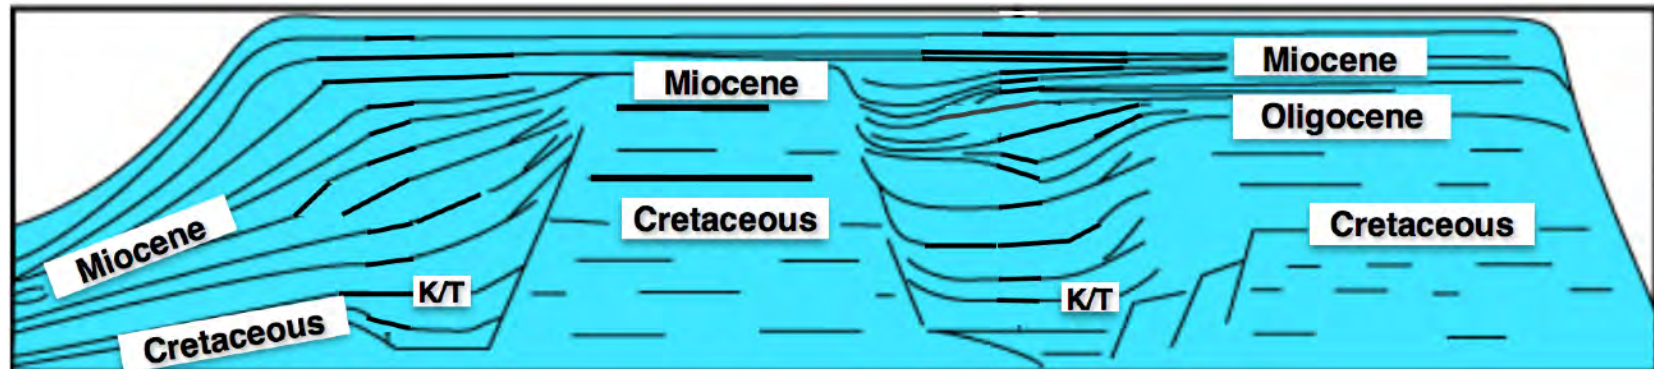 Miocene
Miocene
Oligocene
Miocene
Cretaceous
Cretaceous
K/T
K/T
Cretaceous